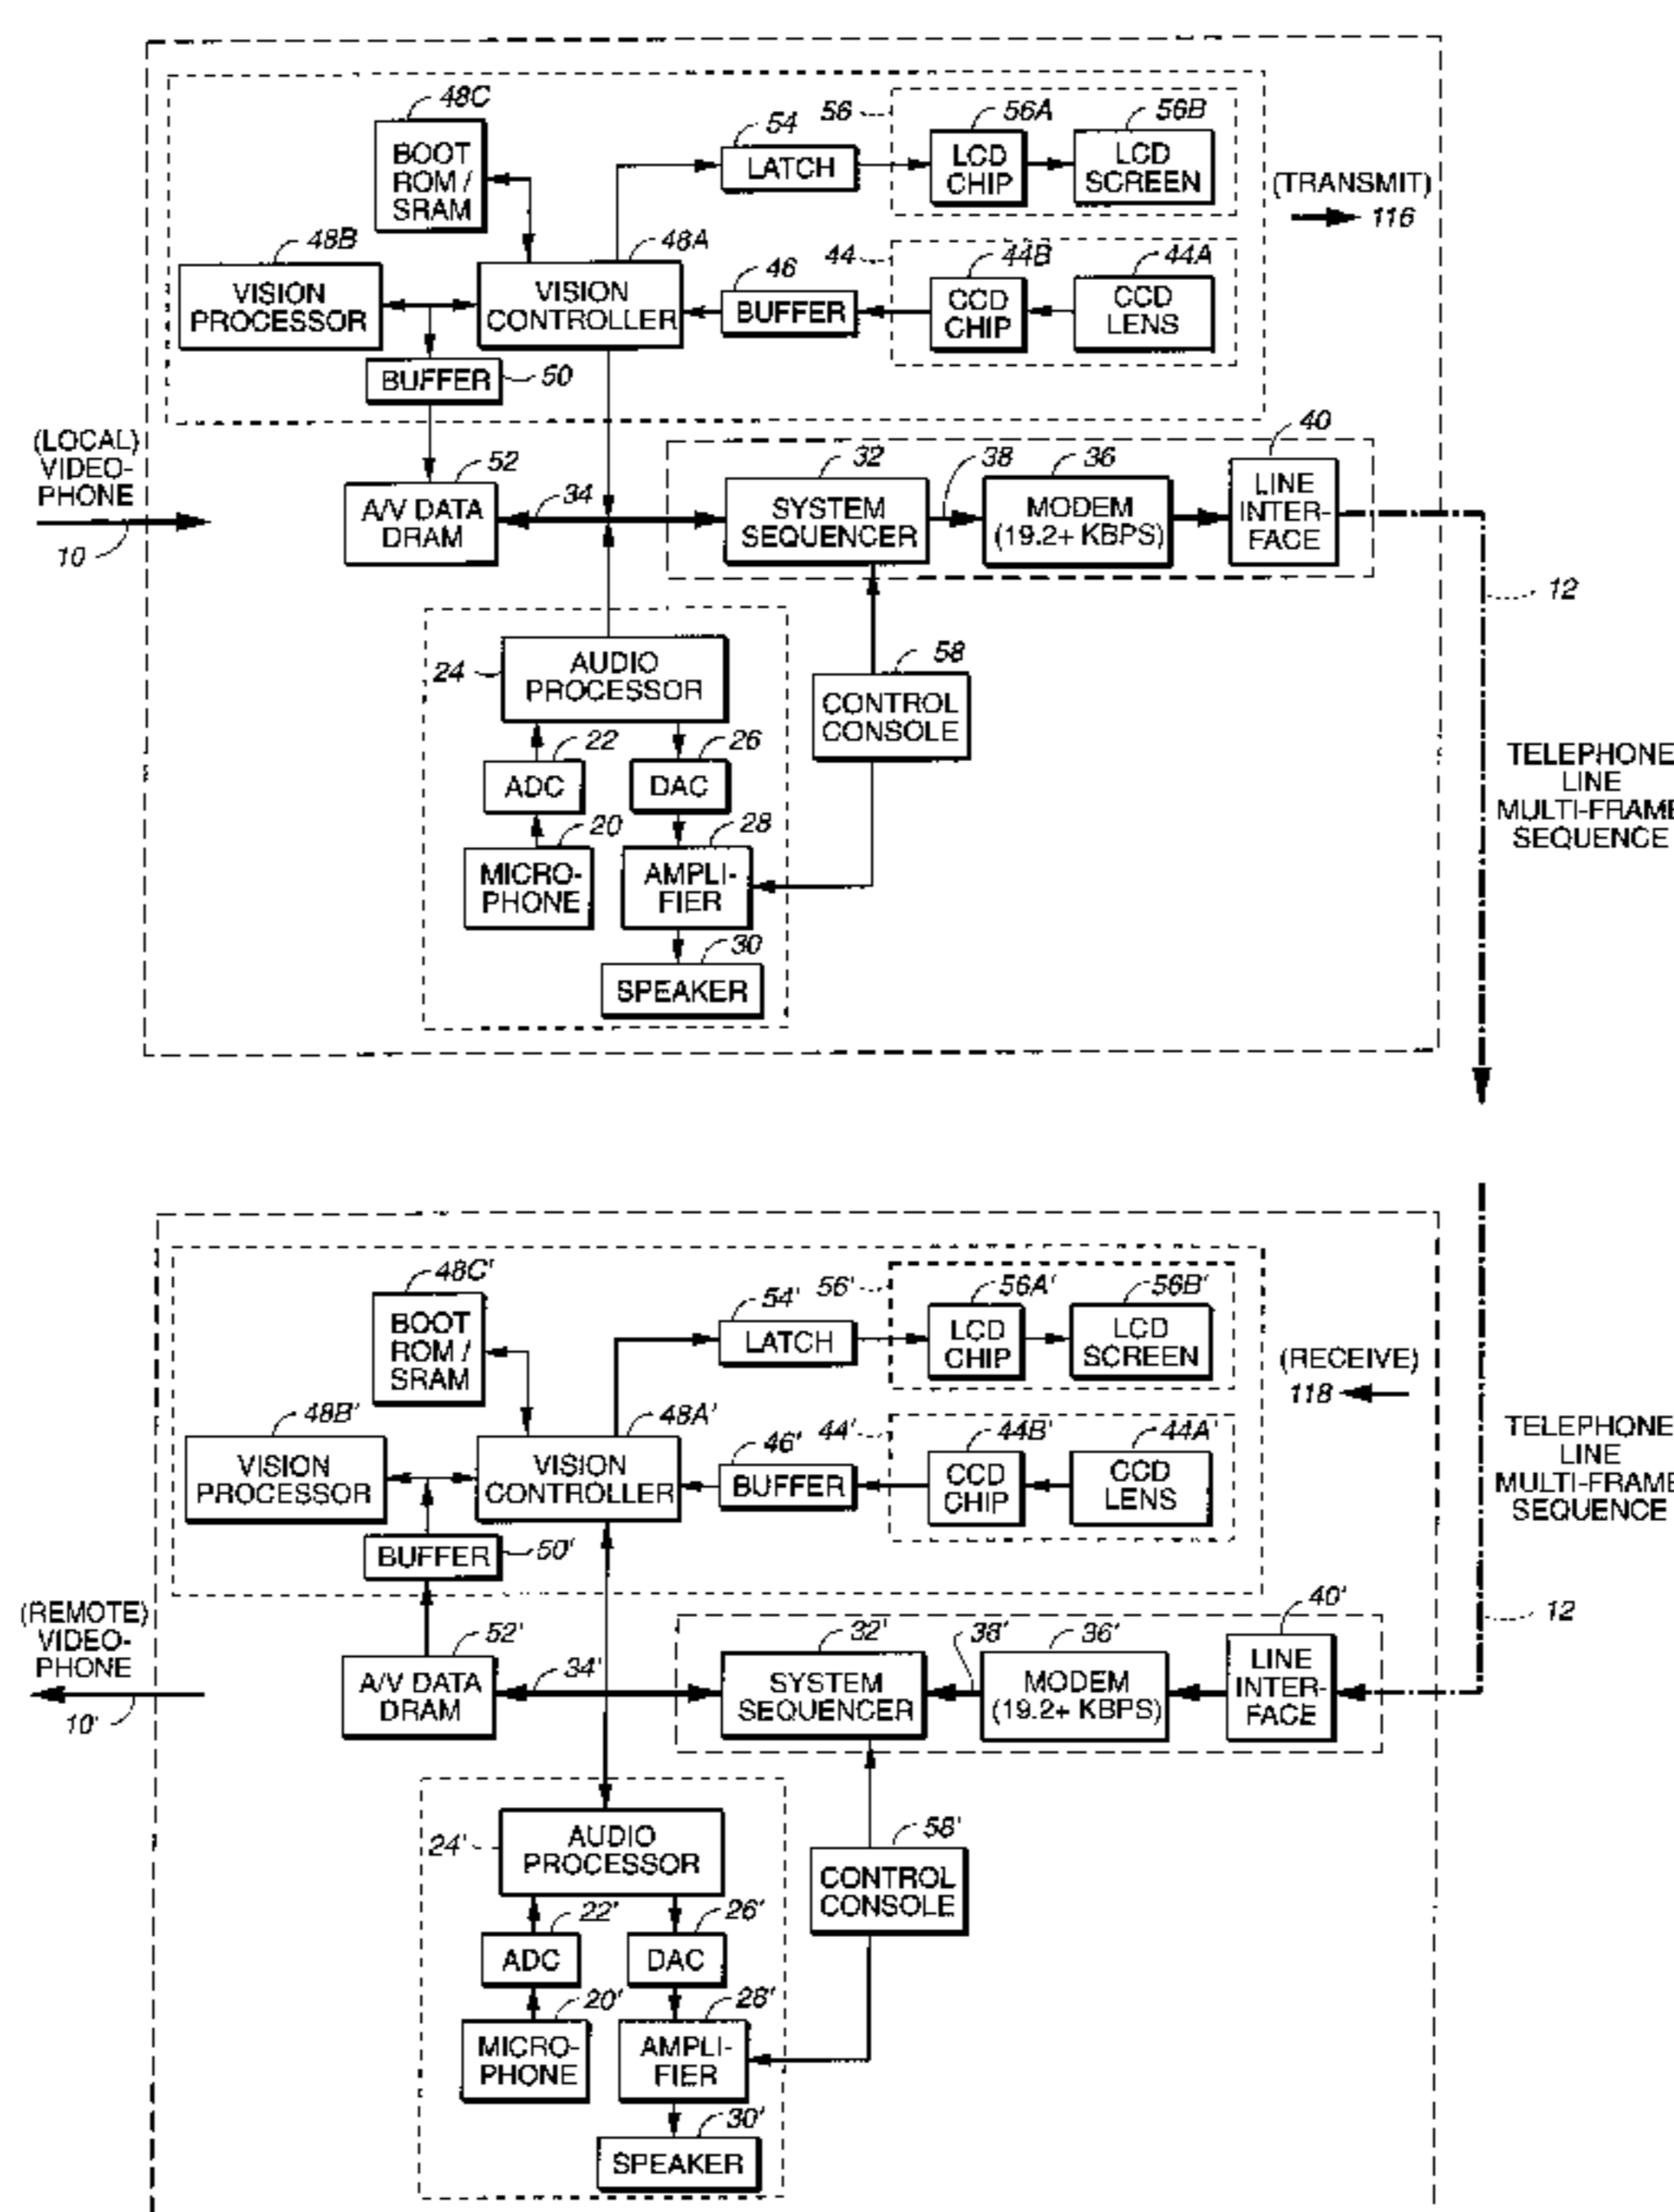 48C
BOOT
ROM /
SRAM
54
LATCH
56
56A
LCD
CHIP
56B
LCD
SCREEN
(TRANSMIT)
116
48B
VISION
PROCESSOR
48A
VISION
CONTROLLER
46
BUFFER
44
44B
CCD
CHIP
44A
CCD
LENS
BUFFER
50
(LOCAL)
VIDEO-
PHONE
10
52
A/V DATA
DRAM
34
32
SYSTEM
SEQUENCER
38
36
MODEM
(19.2+ KBPS)
40
LINE
INTER-
FACE
12
24
AUDIO
PROCESSOR
58
CONTROL
CONSOLE
22
ADC
26
DAC
20
MICRO-
PHONE
28
AMPLI-
FIER
30
SPEAKER
TELEPHONE
LINE
MULTI-FRAME
SEQUENCE
48C'
BOOT
ROM /
SRAM
54'
LATCH
56'
56A'
LCD
CHIP
56B'
LCD
SCREEN
(RECEIVE)
118
48B'
VISION
PROCESSOR
48A'
VISION
CONTROLLER
46'
BUFFER
44'
44B'
CCD
CHIP
44A'
CCD
LENS
TELEPHONE
LINE
MULTI-FRAME
SEQUENCE
BUFFER
50'
(REMOTE)
VIDEO-
PHONE
10'
52'
A/V DATA
DRAM
34'
32'
SYSTEM
SEQUENCER
38'
36'
MODEM
(19.2+ KBPS)
40'
LINE
INTER-
FACE
12
24'
AUDIO
PROCESSOR
58'
CONTROL
CONSOLE
22'
ADC
26'
DAC
20'
MICRO-
PHONE
28'
AMPLI-
FIER
30'
SPEAKER